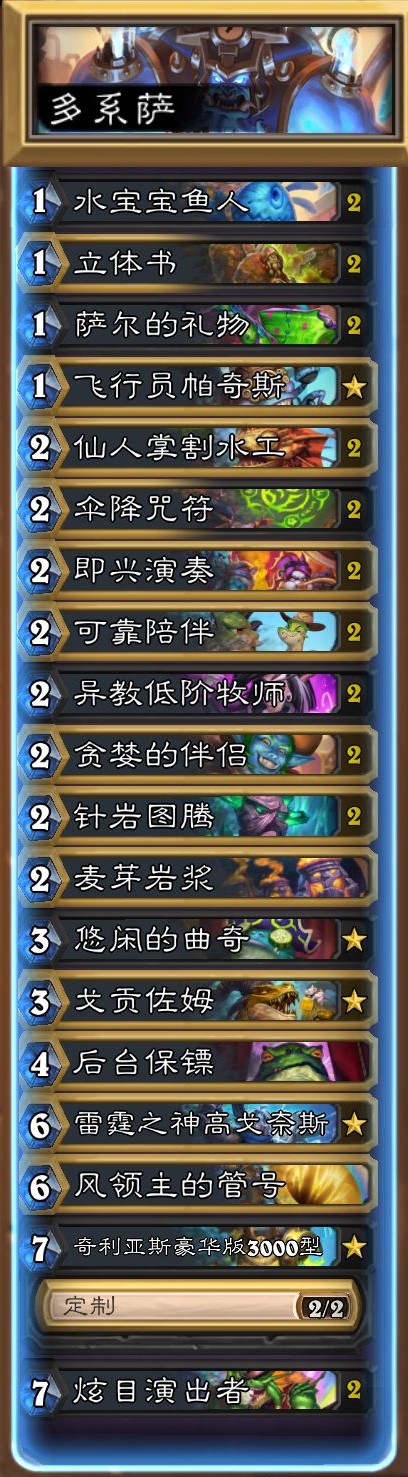 多系萨
1 水宝宝鱼人 2
1 立体书 2
1 萨尔的礼物 2
1 飞行员帕奇斯
2 仙人掌割水工 2
2 伞降咒符 2
2 即兴演奏 2
2 可靠陪伴 2
2 异教低阶牧师 2
2 贪婪的伴侣 2
2 针岩图腾 2
2 麦芽岩浆
3 悠闲的曲奇
3 戈贡佐姆
4 后台保镖
6 雷霆之神高戈奈斯
6 风领主的管号
7 奇利亚斯豪华版3000型
定制 2/2
7 炫目演出者 2